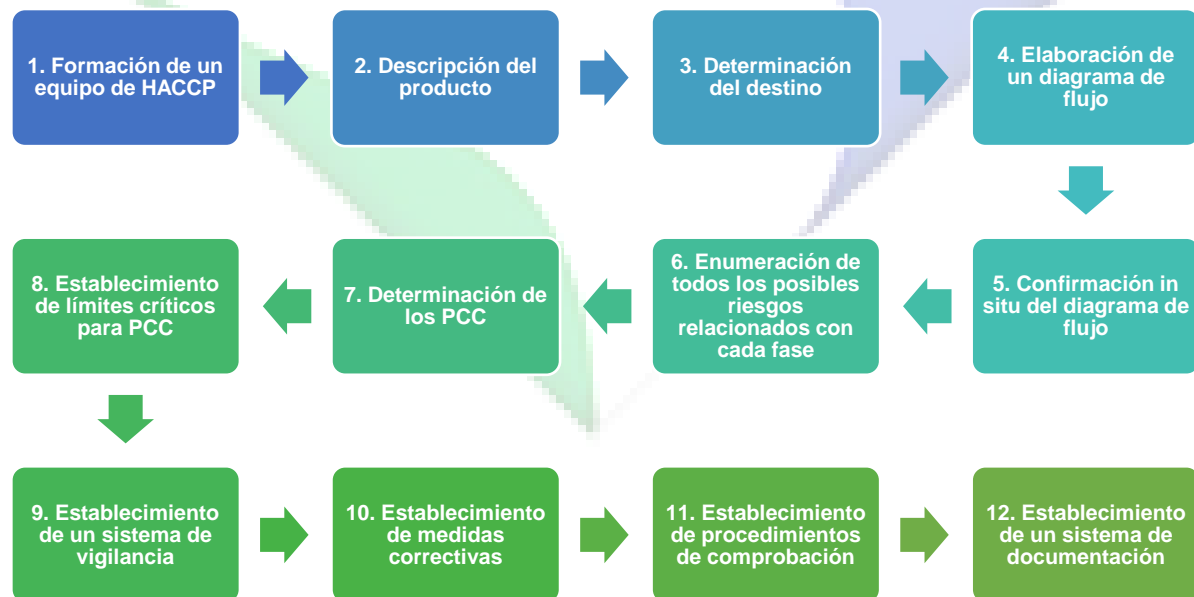 1. Formación de un
equipo de HACCP
2. Descripción del
producto
3. Determinación
del destino
4. Elaboración de
un diagrama de
flujo
5. Confirmación in
situ del diagrama de
flujo
6. Enumeración de
todos los posibles
riesgos
relacionados con
cada fase
7. Determinación de
los PCC
8. Establecimiento
de límites críticos
para PCC
9. Establecimiento
de un sistema de
vigilancia
10. Establecimiento
de medidas
correctivas
11. Establecimiento
de procedimientos
de comprobación
12. Establecimiento
de un sistema de
documentación